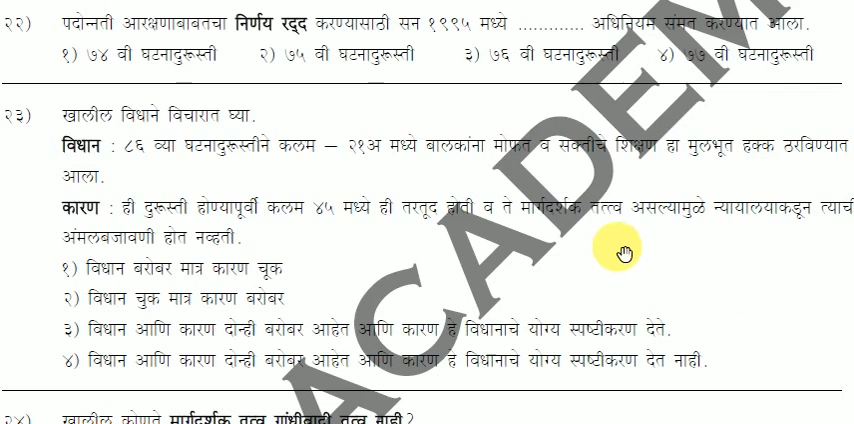 २२) पदोन्नती आरक्षणाबाबतचा निर्णय रद्द करण्यासाठी सन १९९५ मध्ये ............. अधिनियम संमत करण्यात आला.
१) ७४ वी घटनादुरूस्ती २) ७५ वी घटनादुरूस्ती ३) ७६ वी घटनादुरूस्ती ४) ७७ वी घटनादुरूस्ती
२३) खालील विधाने विचारात घ्या.
विधान : ८६ व्या घटनादुरूस्तीने कलम – २१अ मध्ये बालकांना मोफत व सक्तीचे शिक्षण हा मुलभूत हक्क ठरविण्यात
आला.
कारण : ही दुरूस्ती होण्यापूर्वी कलम ४५ मध्ये ही तरतूद होती व ते मार्गदर्शक तत्त्व असल्यामुळे न्यायालयाकडून त्याची
अंमलबजावणी होत नव्हती.
१) विधान बरोबर मात्र कारण चूक
२) विधान चुक मात्र कारण बरोबर
३) विधान आणि कारण दोन्ही बरोबर आहेत आणि कारण हे विधानाचे योग्य स्पष्टीकरण देते.
४) विधान आणि कारण दोन्ही बरोबर आहेत आणि कारण हे विधानाचे योग्य स्पष्टीकरण देत नाही.
२४) खालील कोणते मार्गदर्शक तत्व गांधीवादी तत्व नाही?
ACADEM